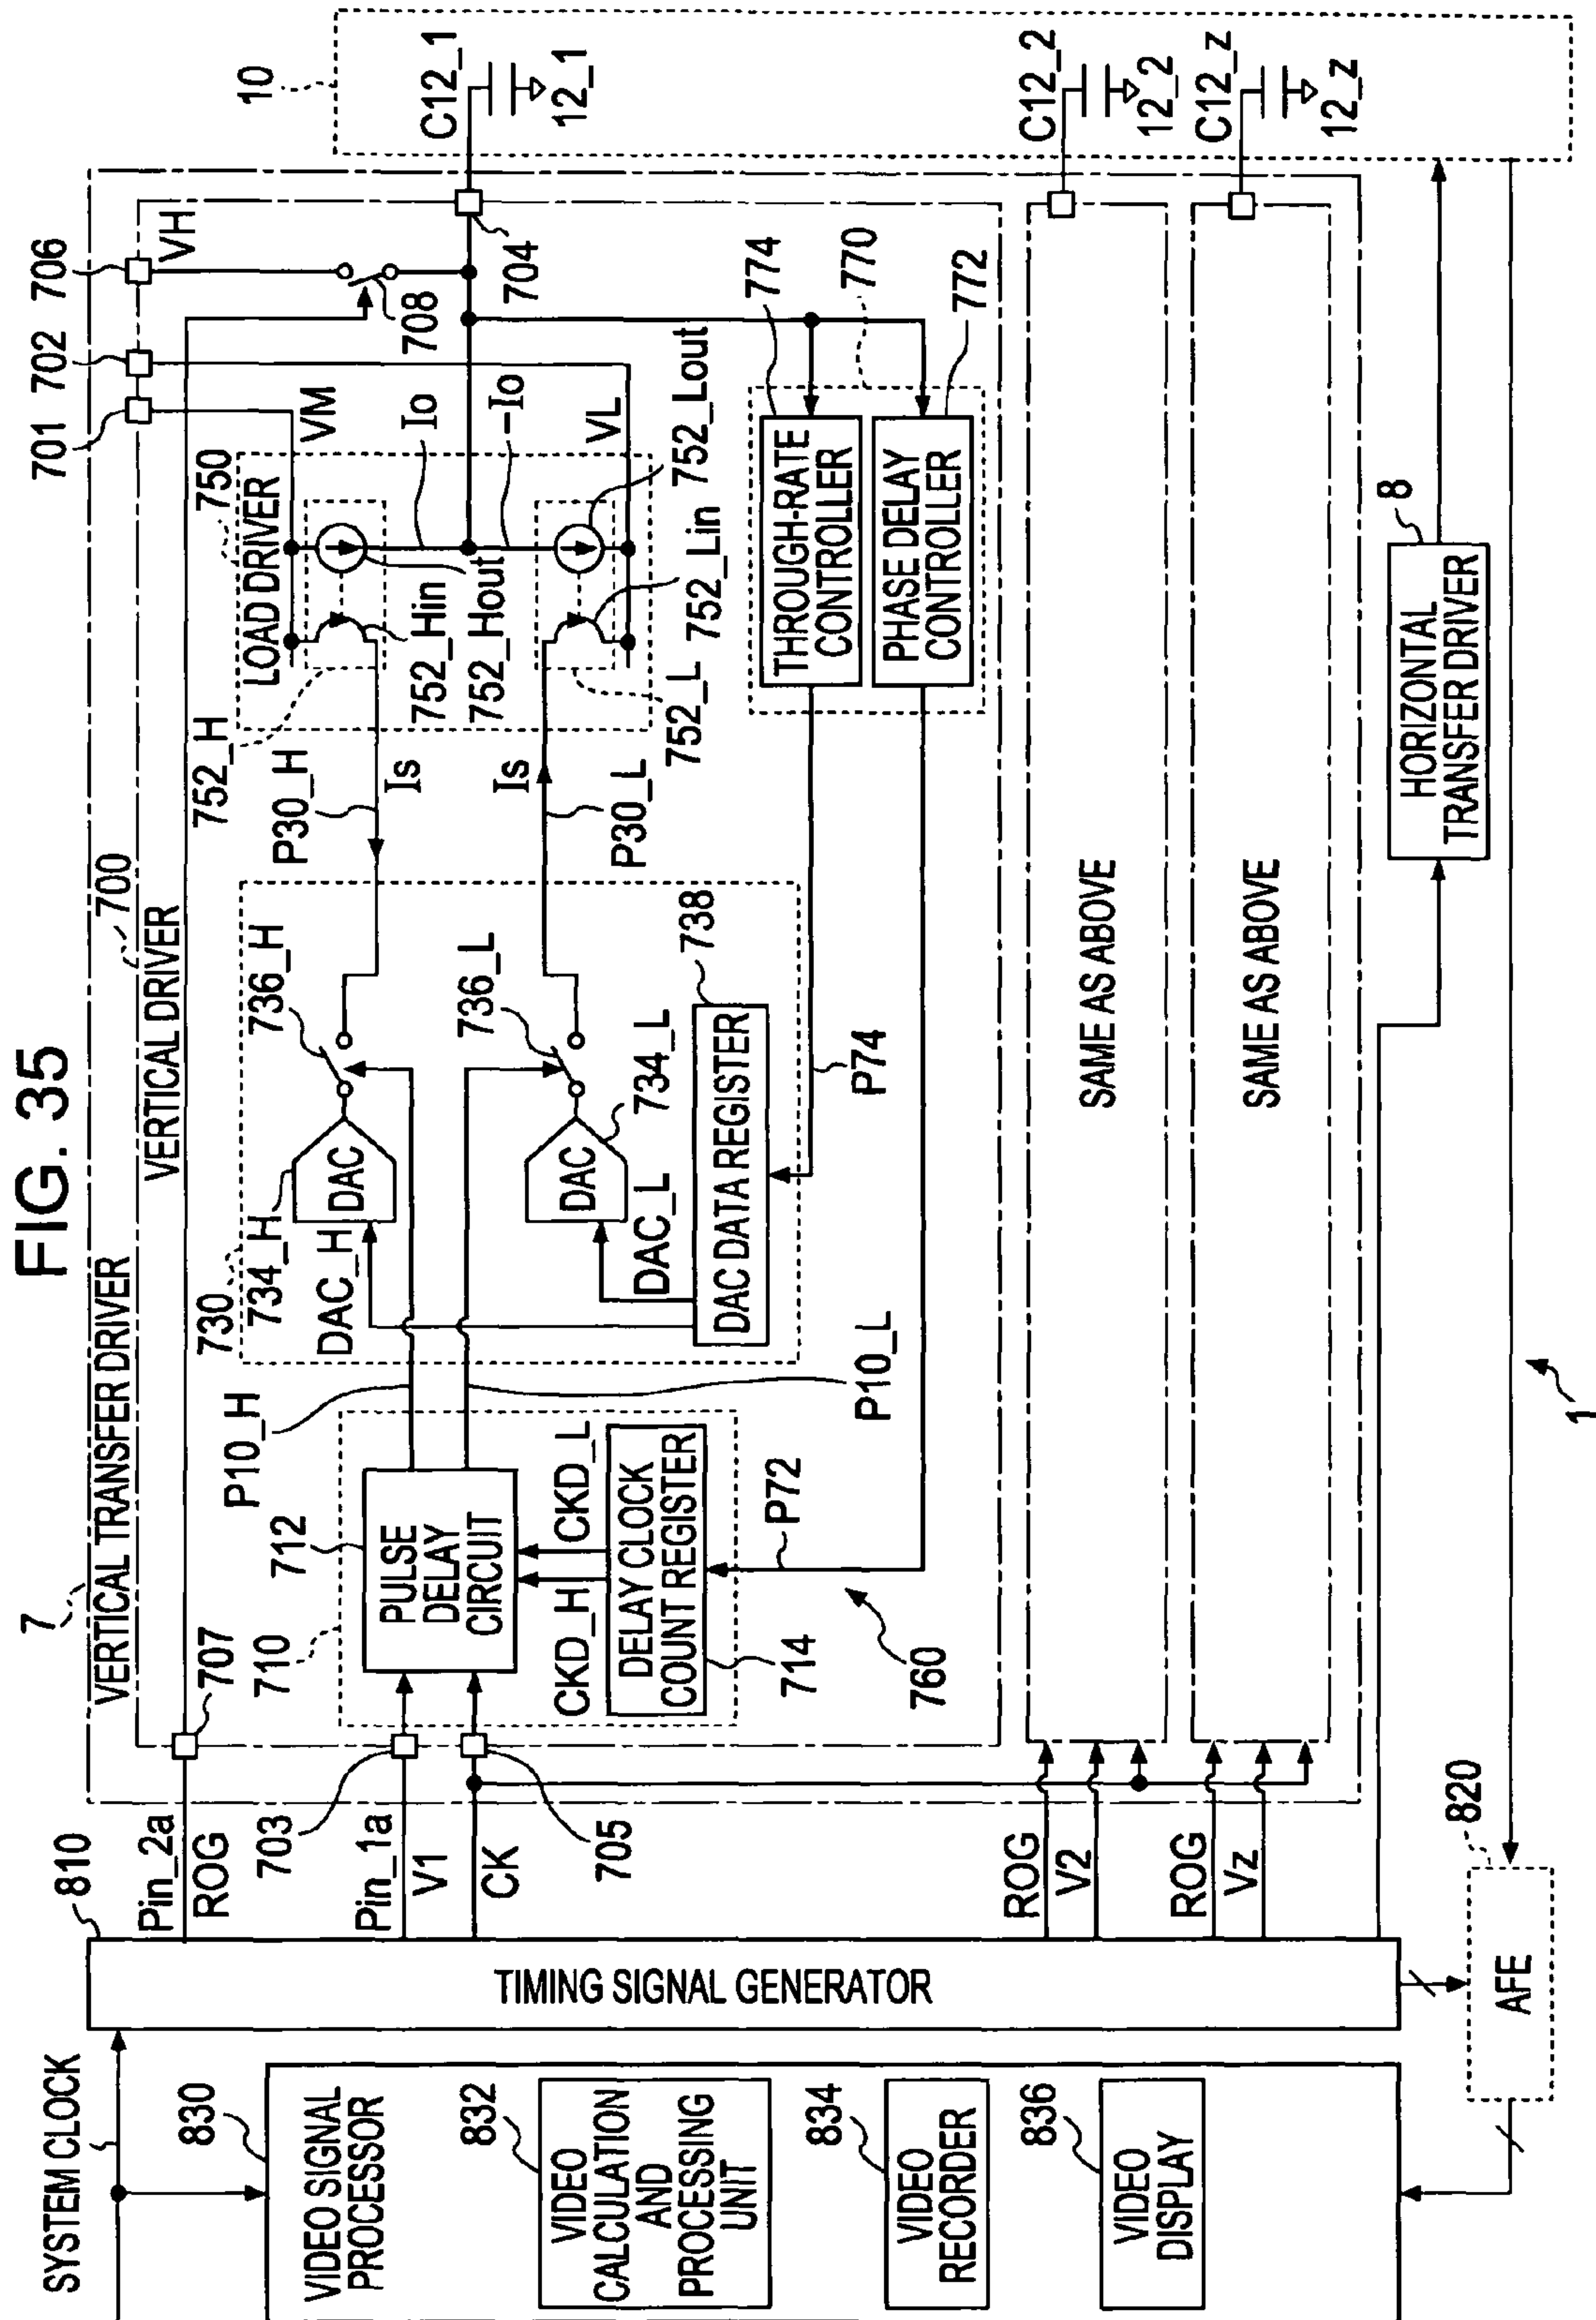 FIG. 35
SYSTEM CLOCK
830
VIDEO SIGNAL
PROCESSOR
832
VIDEO
CALCULATION
AND
PROCESSING
UNIT
834
VIDEO
RECORDER
836
VIDEO
DISPLAY
810
TIMING SIGNAL GENERATOR
820
AFE
Pin_2a
ROG
703
Pin_1a
V1
CK
705
ROG
V2
ROG
Vz
7
VERTICAL TRANSFER DRIVER
700
VERTICAL DRIVER
707
710
712
PULSE
DELAY
CIRCUIT
CKD_H
CKD_L
DELAY CLOCK
COUNT REGISTER
714
760
P72
P10_H
P10_L
730
734_H
DAC_H
DAC
736_H
736_L
DAC
734_L
DAC_L
738
DAC DATA REGISTER
P74
752_H
P30_H
Is
Is
P30_L
750
LOAD DRIVER
752_Hin
752_Hout
752_L
752_Lin
752_Lout
701
702
706
VM
VH
Io
-Io
VL
708
704
774
770
772
THROUGH-RATE
CONTROLLER
PHASE DELAY
CONTROLLER
SAME AS ABOVE
SAME AS ABOVE
8
HORIZONTAL
TRANSFER DRIVER
10
C12_1
12_1
C12_2
12_2
C12_z
12_z
1